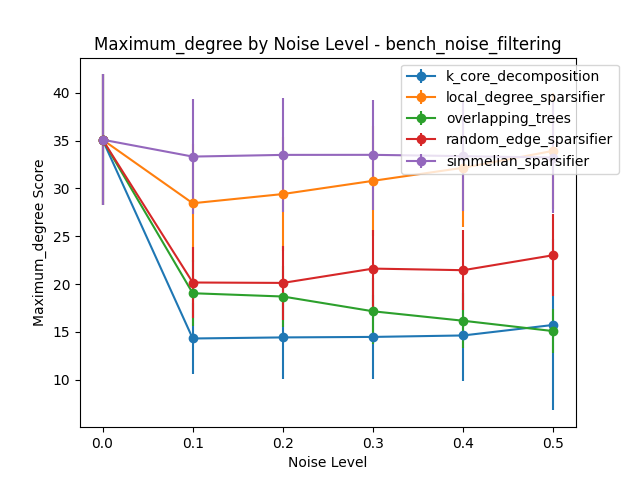 Maximum_degree by Noise Level - bench_noise_filtering
k_core_decomposition
local_degree_sparsifier
overlapping_trees
random_edge_sparsifier
simmelian_sparsifier
Maximum_degree Score
40
35
30
25
20
15
10
0.0 0.1 0.2 0.3 0.4 0.5
Noise Level